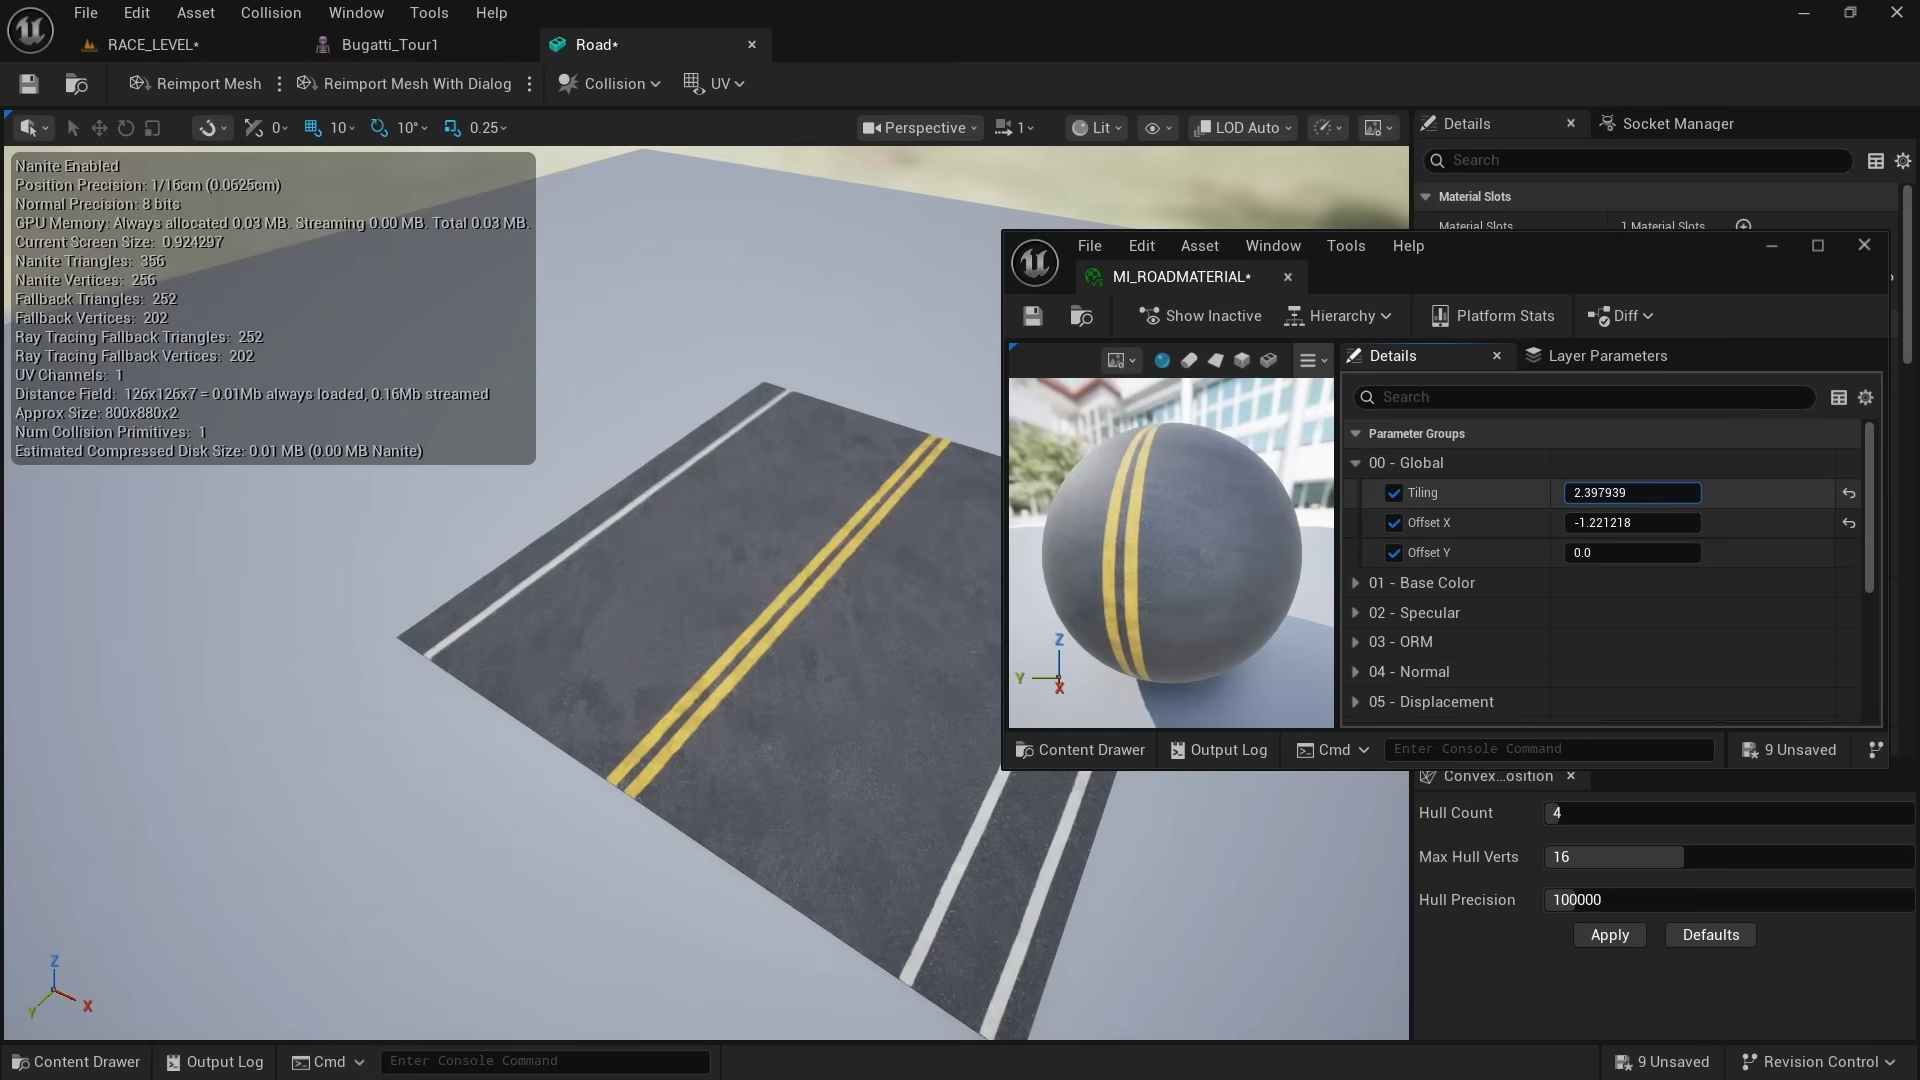 File Edit Asset Collision Window Tools Help
RACE_LEVEL* Bugatti_Tour1 Road*
Reimport Mesh Reimport Mesh With Dialog Collision UV
0 10 10° 0.25 Perspective 1 Lit LOD Auto
Details Socket Manager
Search
Material Slots
Material Slots 1 Material Slots
Nanite Enabled
Position Precision: 1/16cm (0.0625cm)
Normal Precision: 8 bits
GPU Memory: Always allocated 0.03 MB. Streaming 0.00 MB. Total 0.03 MB.
Current Screen Size: 0.924297
Nanite Triangles: 356
Nanite Vertices: 256
Fallback Triangles: 252
Fallback Vertices: 202
Ray Tracing Fallback Triangles: 252
Ray Tracing Fallback Vertices: 202
UV Channels: 1
Distance Field: 126x126x7 = 0.01Mb always loaded, 0.16Mb streamed
Approx Size: 800x880x2
Num Collision Primitives: 1
Estimated Compressed Disk Size: 0.01 MB (0.00 MB Nanite)
File Edit Asset Window Tools Help
MI_ROADMATERIAL*
Show Inactive Hierarchy Platform Stats Diff
Details Layer Parameters
Search
Parameter Groups
00 - Global
Tiling 2.397939
Offset X -1.221218
Offset Y 0.0
01 - Base Color
02 - Specular
03 - ORM
04 - Normal
05 - Displacement
Z
Y
X
Content Drawer Output Log Cmd Enter Console Command 9 Unsaved
Convex...osition
Hull Count 4
Max Hull Verts 16
Hull Precision 100000
Apply Defaults
Z
X
Y
Content Drawer Output Log Cmd Enter Console Command 9 Unsaved Revision Control